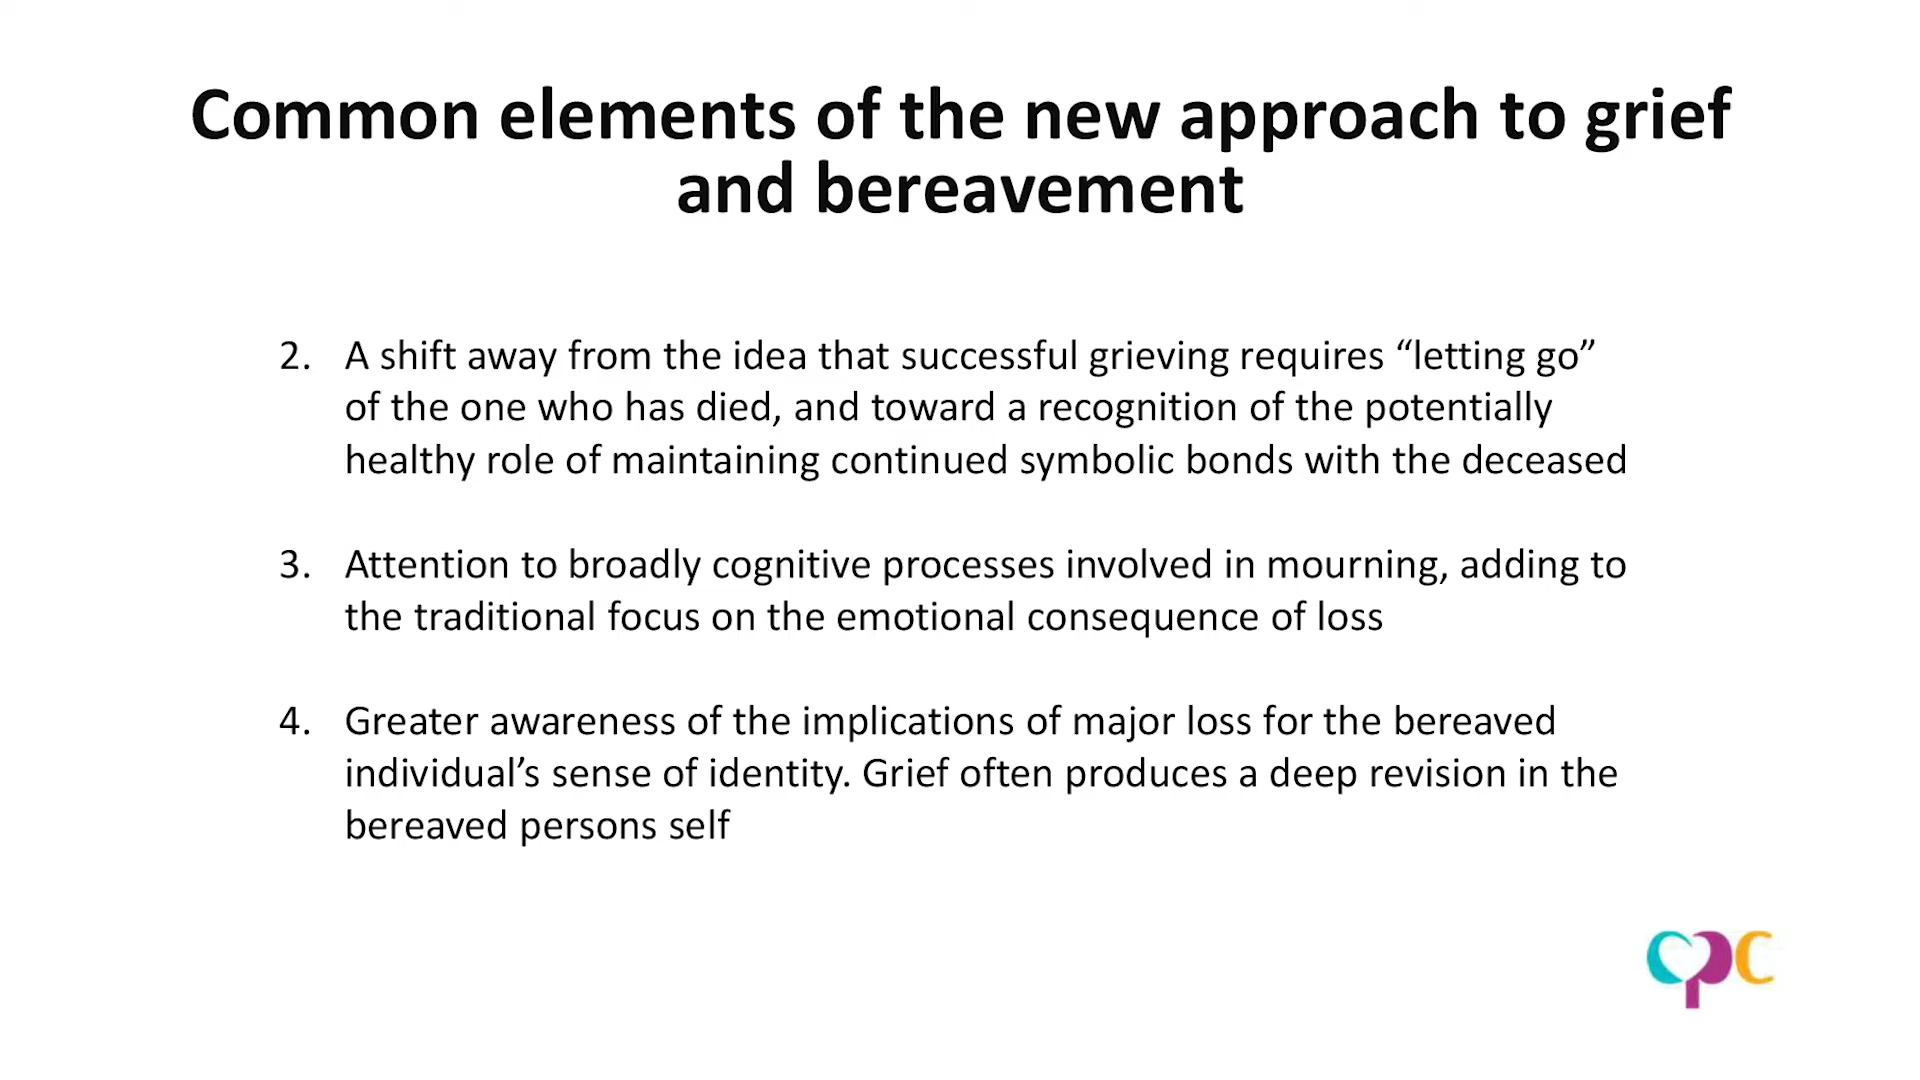 Common elements of the new approach to grief
and bereavement
2. A shift away from the idea that successful grieving requires “letting go”
of the one who has died, and toward a recognition of the potentially
healthy role of maintaining continued symbolic bonds with the deceased
3. Attention to broadly cognitive processes involved in mourning, adding to
the traditional focus on the emotional consequence of loss
4. Greater awareness of the implications of major loss for the bereaved
individual’s sense of identity. Grief often produces a deep revision in the
bereaved persons self
CPC